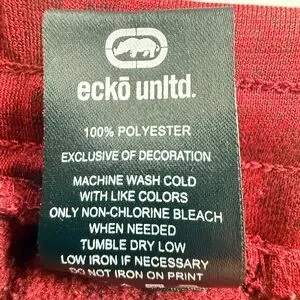 eckō unltd.
100% POLYESTER
EXCLUSIVE OF DECORATION
MACHINE WASH COLD
WITH LIKE COLORS
ONLY NON-CHLORINE BLEACH
WHEN NEEDED
TUMBLE DRY LOW
LOW IRON IF NECESSARY
DO NOT IRON ON PRINT